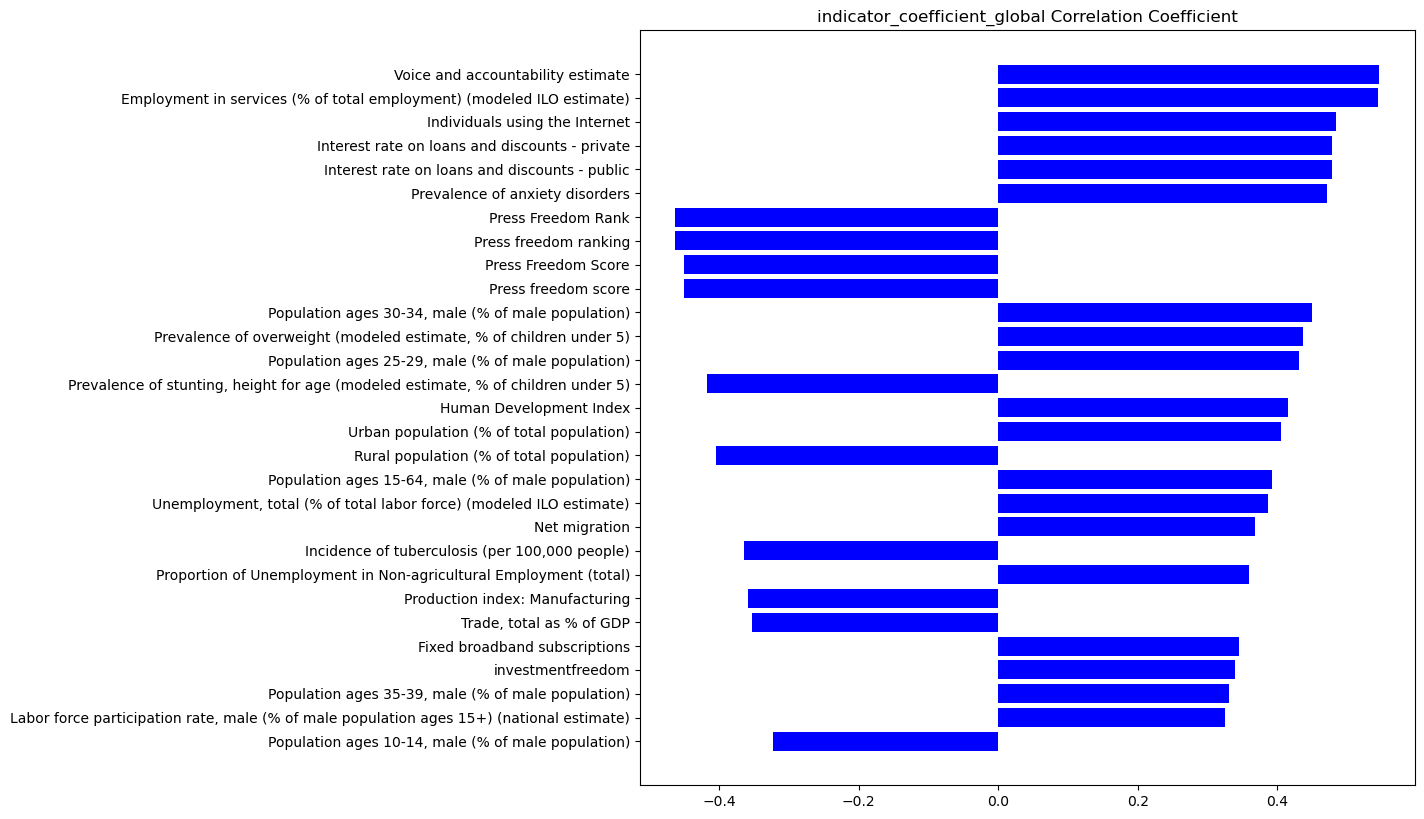 indicator_coefficient_global Correlation Coefficient
Voice and accountability estimate
Employment in services (% of total employment) (modeled ILO estimate)
Individuals using the Internet
Interest rate on loans and discounts - private
Interest rate on loans and discounts - public
Prevalence of anxiety disorders
Press Freedom Rank
Press freedom ranking
Press Freedom Score
Press freedom score
Population ages 30-34, male (% of male population)
Prevalence of overweight (modeled estimate, % of children under 5)
Population ages 25-29, male (% of male population)
Prevalence of stunting, height for age (modeled estimate, % of children under 5)
Human Development Index
Urban population (% of total population)
Rural population (% of total population)
Population ages 15-64, male (% of male population)
Unemployment, total (% of total labor force) (modeled ILO estimate)
Net migration
Incidence of tuberculosis (per 100,000 people)
Proportion of Unemployment in Non-agricultural Employment (total)
Production index: Manufacturing
Trade, total as % of GDP
Fixed broadband subscriptions
investmentfreedom
Population ages 35-39, male (% of male population)
Labor force participation rate, male (% of male population ages 15+) (national estimate)
Population ages 10-14, male (% of male population)
−0.4 −0.2 0.0 0.2 0.4